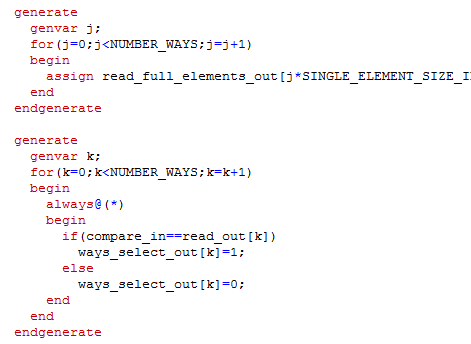 generate
genvar j;
for(j=0;j<NUMBER_WAYS;j=j+1)
begin
assign read_full_elements_out[j*SINGLE_ELEMENT_SIZE_I
end
endgenerate
generate
genvar k;
for(k=0;k<NUMBER_WAYS;k=k+1)
begin
always@(*)
begin
if(compare_in==read_out[k])
ways_select_out[k]=1;
else
ways_select_out[k]=0;
end
end
endgenerate